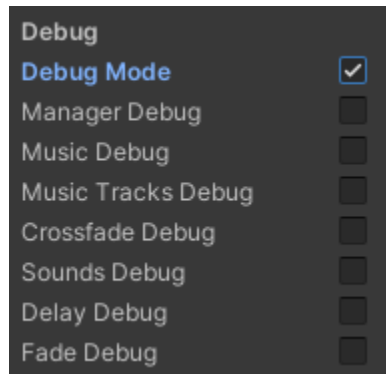 Debug
Debug Mode
Manager Debug
Music Debug
Music Tracks Debug
Crossfade Debug
Sounds Debug
Delay Debug
Fade Debug